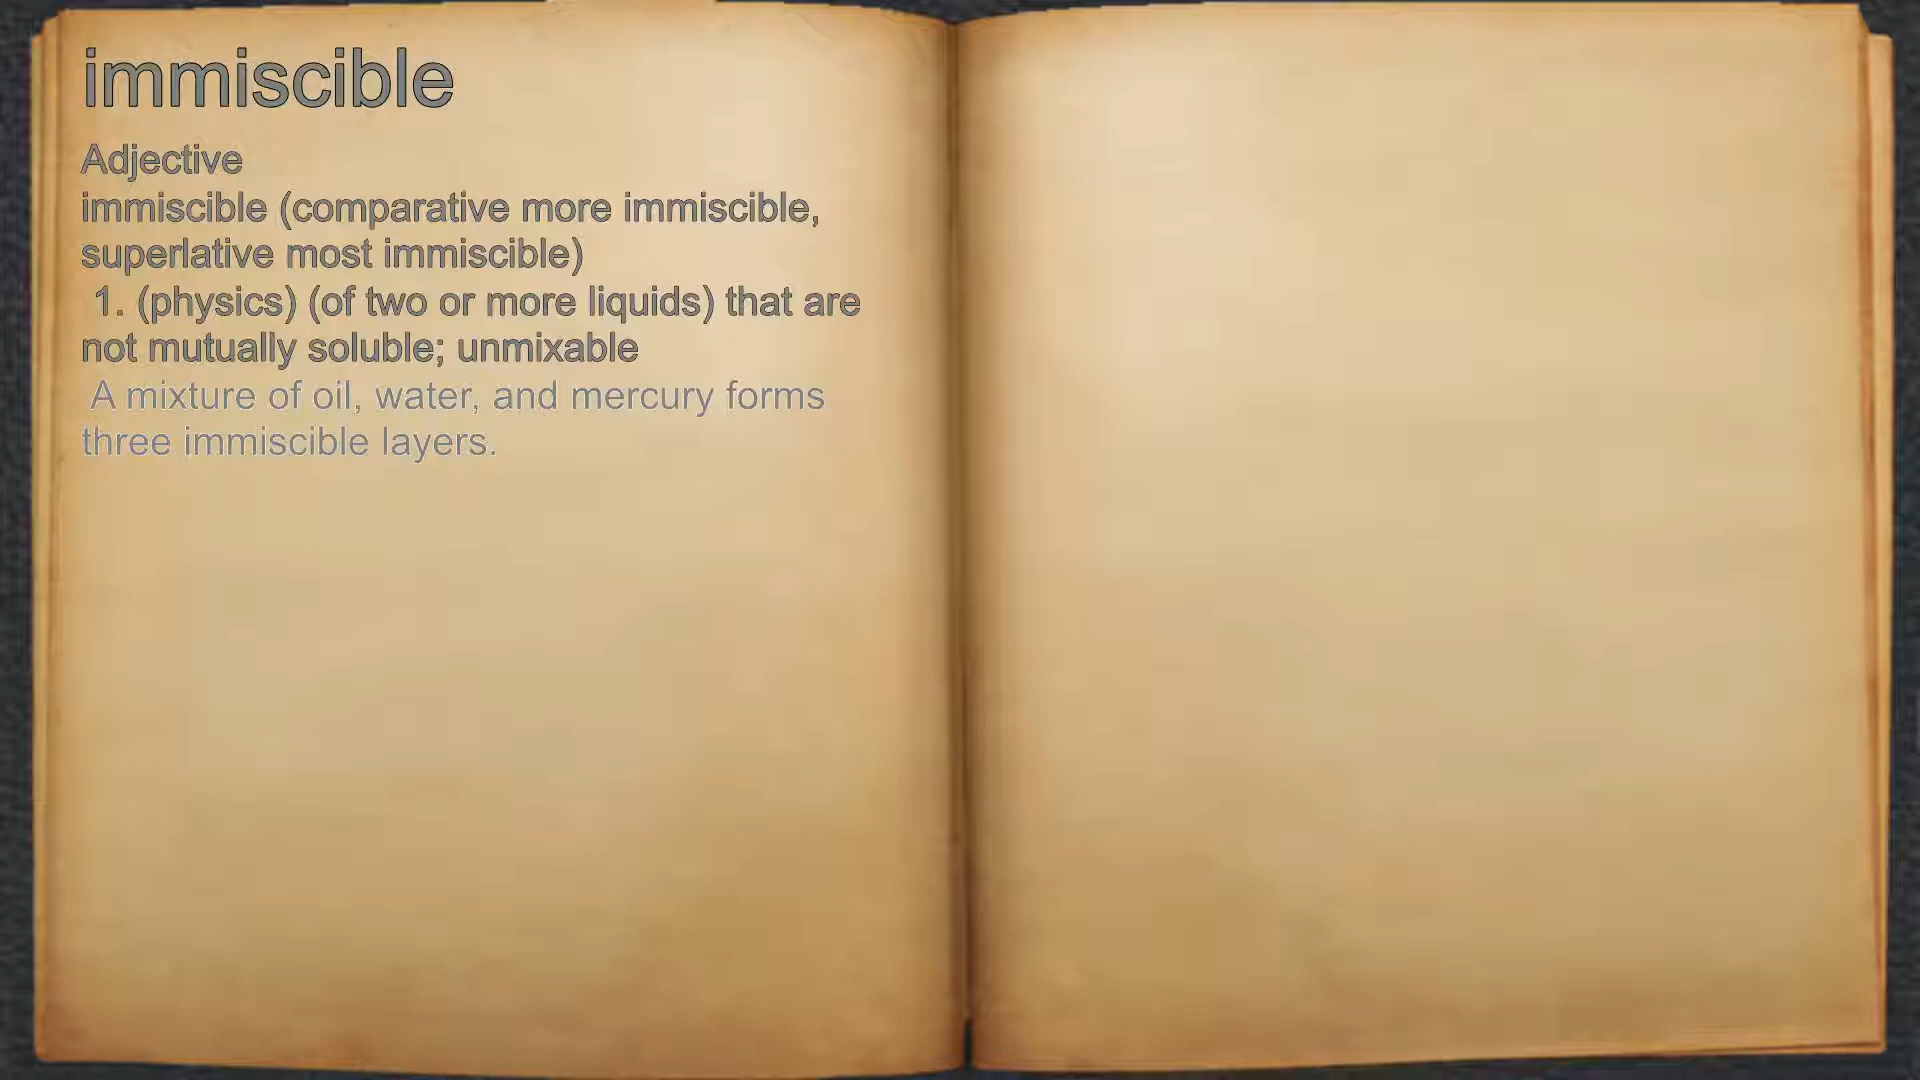 immiscible
Adjective
immiscible (comparative more immiscible,
superlative most immiscible)
1. (physics) (of two or more liquids) that are
not mutually soluble; unmixable
A mixture of oil, water, and mercury forms
three immiscible layers.